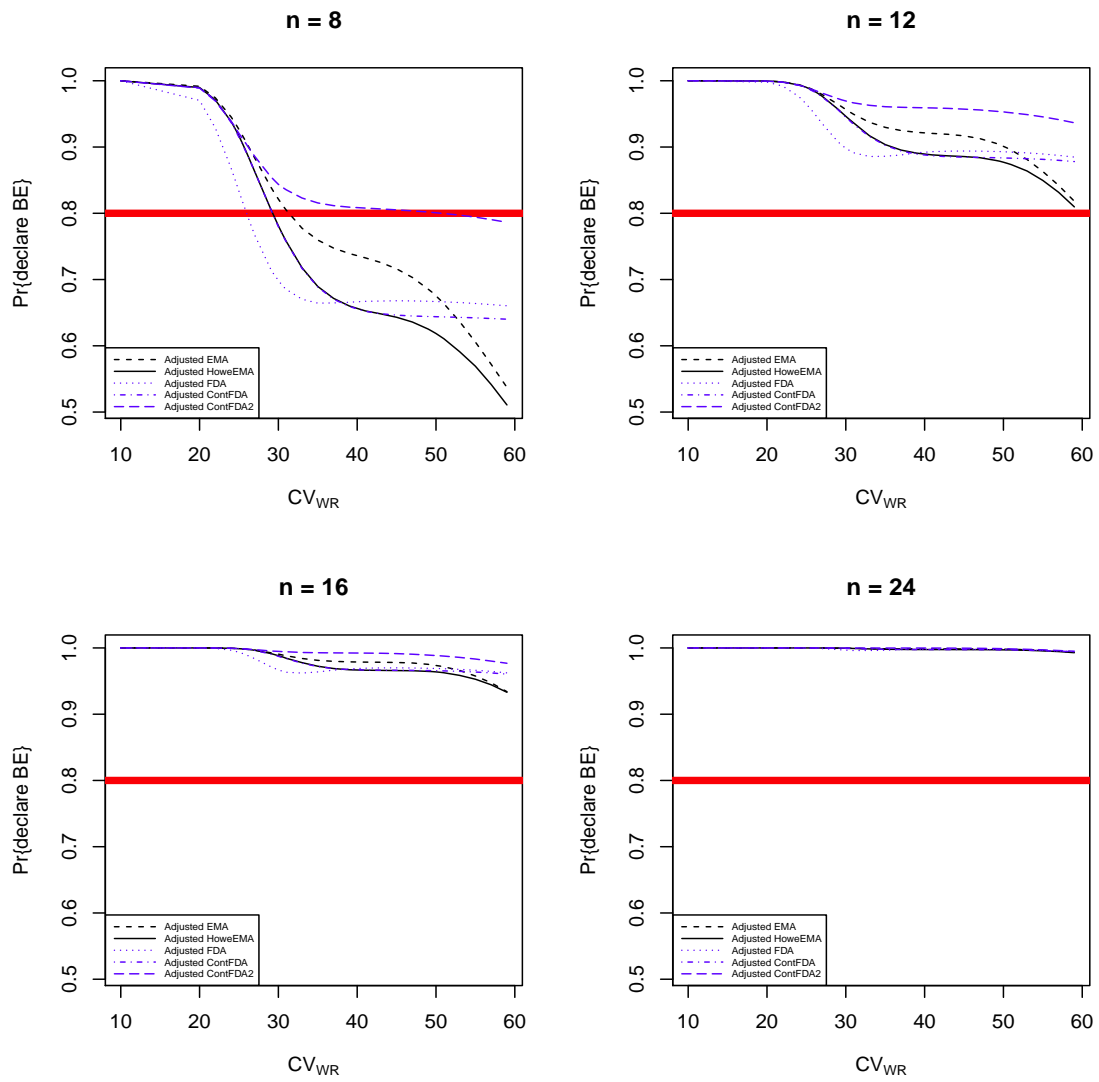 n = 8
Pr{declare BE}
1.0
0.9
0.8
0.7
0.6
0.5
Adjusted EMA
Adjusted HoweEMA
Adjusted FDA
Adjusted ContFDA
Adjusted ContFDA2
10 20 30 40 50 60
CVWR
n = 12
Pr{declare BE}
1.0
0.9
0.8
0.7
0.6
0.5
Adjusted EMA
Adjusted HoweEMA
Adjusted FDA
Adjusted ContFDA
Adjusted ContFDA2
10 20 30 40 50 60
CVWR
n = 16
Pr{declare BE}
1.0
0.9
0.8
0.7
0.6
0.5
Adjusted EMA
Adjusted HoweEMA
Adjusted FDA
Adjusted ContFDA
Adjusted ContFDA2
10 20 30 40 50 60
CVWR
n = 24
Pr{declare BE}
1.0
0.9
0.8
0.7
0.6
0.5
Adjusted EMA
Adjusted HoweEMA
Adjusted FDA
Adjusted ContFDA
Adjusted ContFDA2
10 20 30 40 50 60
CVWR